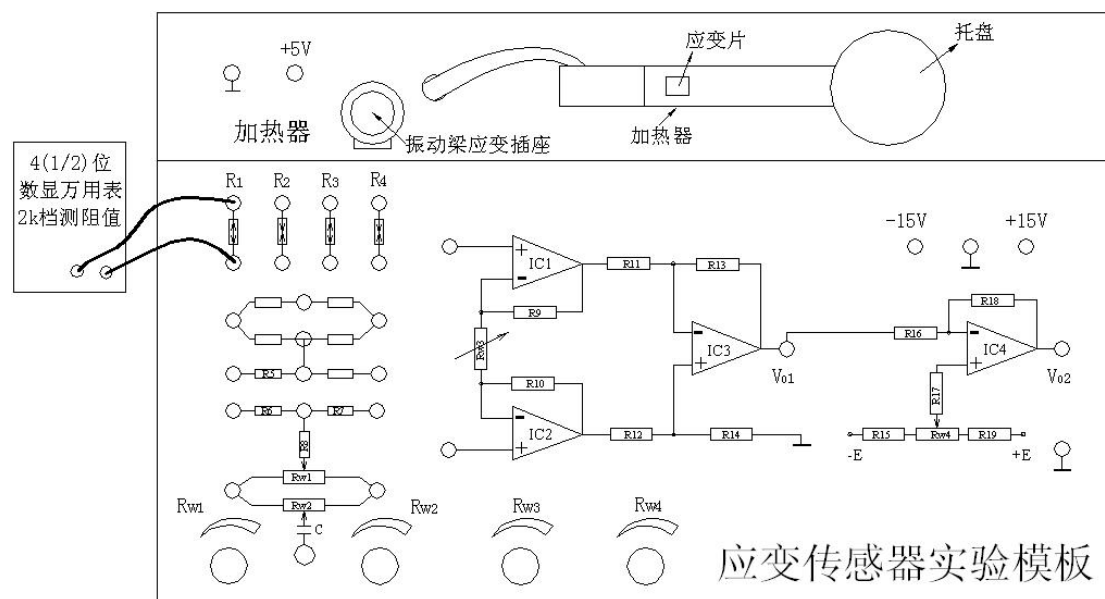 +5V
加热器
振动梁应变插座
应变片
加热器
托盘
4(1/2)位
数显万用表
2k档测阻值
R1
R2
R3
R4
-15V
+15V
IC1
R11
R13
R9
Rw3
IC3
Vo1
R16
R18
IC4
Vo2
R10
R17
IC2
R12
R14
R15
Rw4
R19
-E
+E
R5
R6
R7
R8
Rw1
Rw2
C
Rw1
Rw2
Rw3
Rw4
应变传感器实验模板